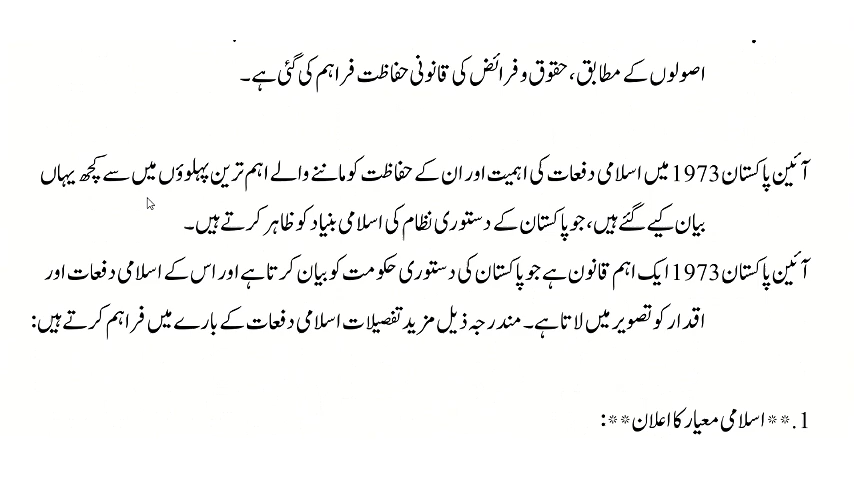 اصولوں کے مطابق، حقوق و فرائض کی قانونی حفاظت فراہم کی گئی ہے۔
آئین پاکستان 1973 میں اسلامی دفعات کی اہمیت اور ان کے حفاظت کو ماننے والے اہم ترین پہلوؤں میں سے کچھ یہاں
بیان کیے گئے ہیں، جو پاکستان کے دستوری نظام کی اسلامی بنیاد کو ظاہر کرتے ہیں۔
آئین پاکستان 1973 ایک اہم قانون ہے جو پاکستان کی دستوری حکومت کو بیان کرتا ہے اور اس کے اسلامی دفعات اور
اقدار کو تصویر میں لاتا ہے۔ مندرجہ ذیل مزید تفصیلات اسلامی دفعات کے بارے میں فراہم کرتے ہیں:
1. **اسلامی معیار کا اعلان**: